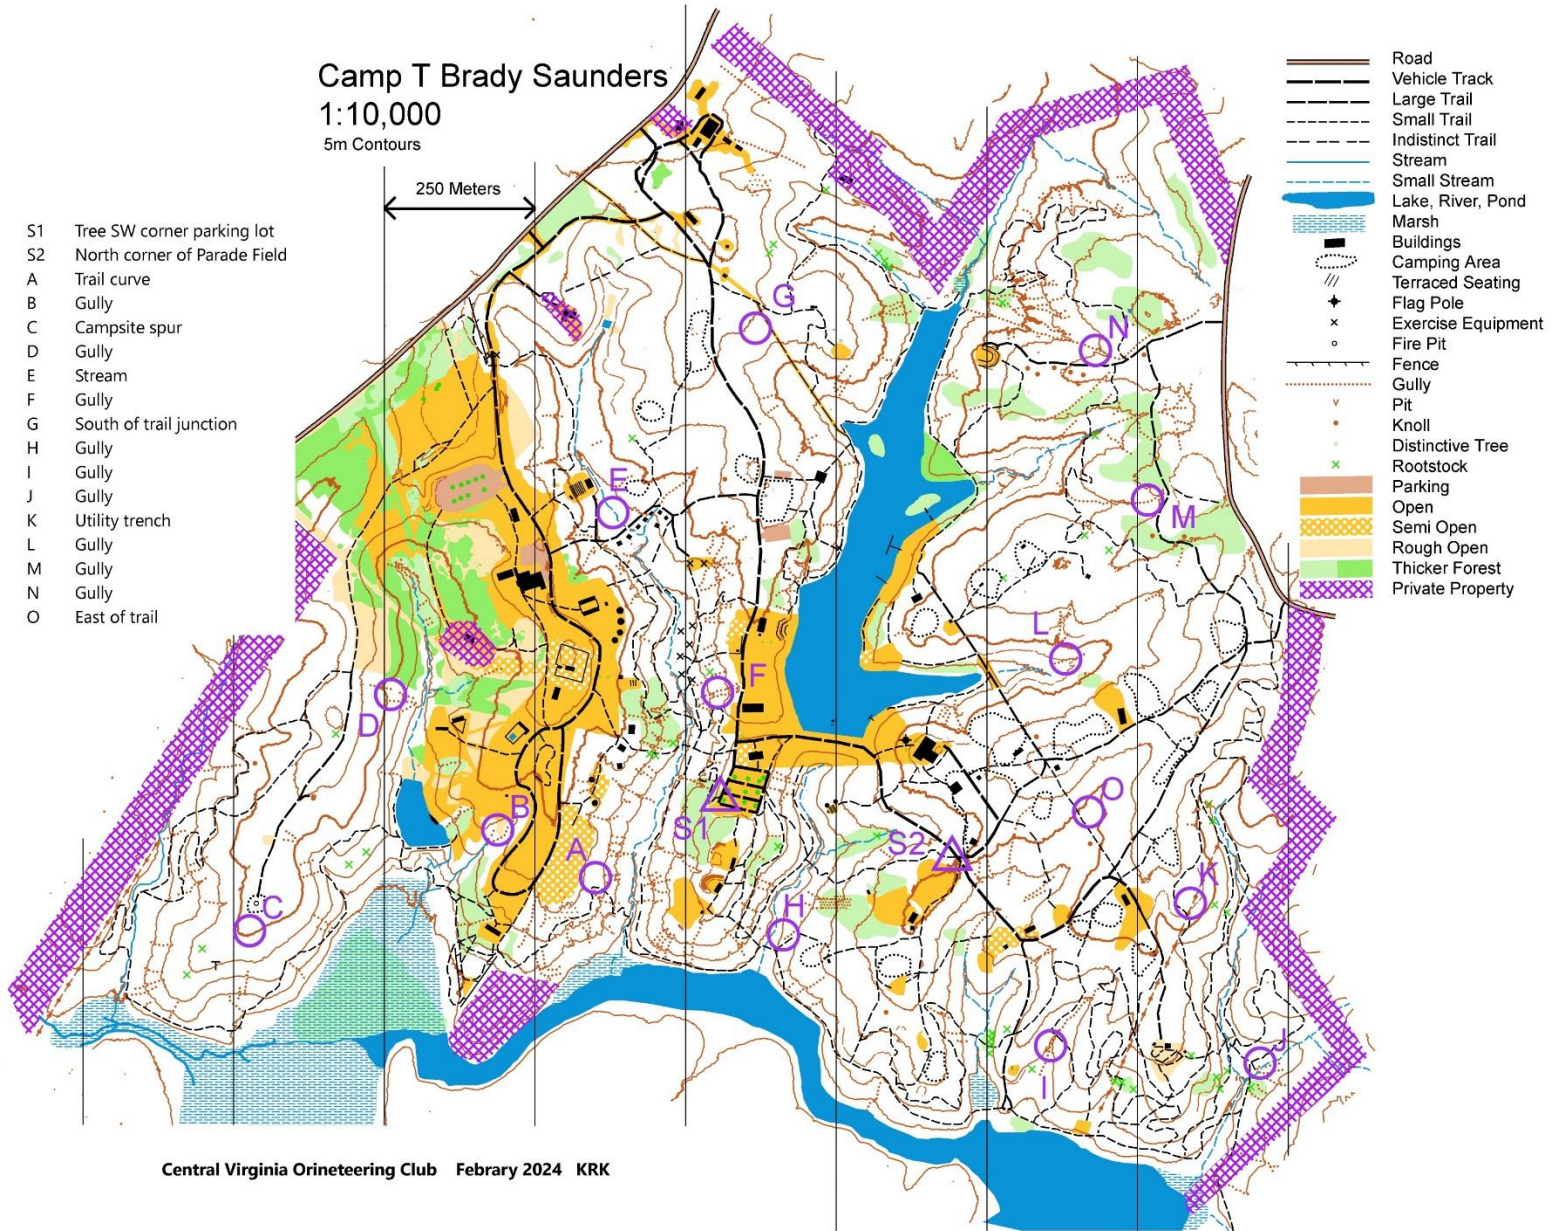 Camp T Brady Saunders
1:10,000
5m Contours
250 Meters
S1 Tree SW corner parking lot
S2 North corner of Parade Field
A Trail curve
B Gully
C Campsite spur
D Gully
E Stream
F Gully
G South of trail junction
H Gully
I Gully
J Gully
K Utility trench
L Gully
M Gully
N Gully
O East of trail
Road
Vehicle Track
Large Trail
Small Trail
Indistinct Trail
Stream
Small Stream
Lake, River, Pond
Marsh
Buildings
Camping Area
Terraced Seating
Flag Pole
Exercise Equipment
Fire Pit
Fence
Gully
Pit
Knoll
Distinctive Tree
Rootstock
Parking
Open
Semi Open
Rough Open
Thicker Forest
Private Property
G
N
E
M
L
F
D
B
A
S1
S2
O
K
C
H
J
I
Central Virginia Orineteering Club Febrary 2024 KRK